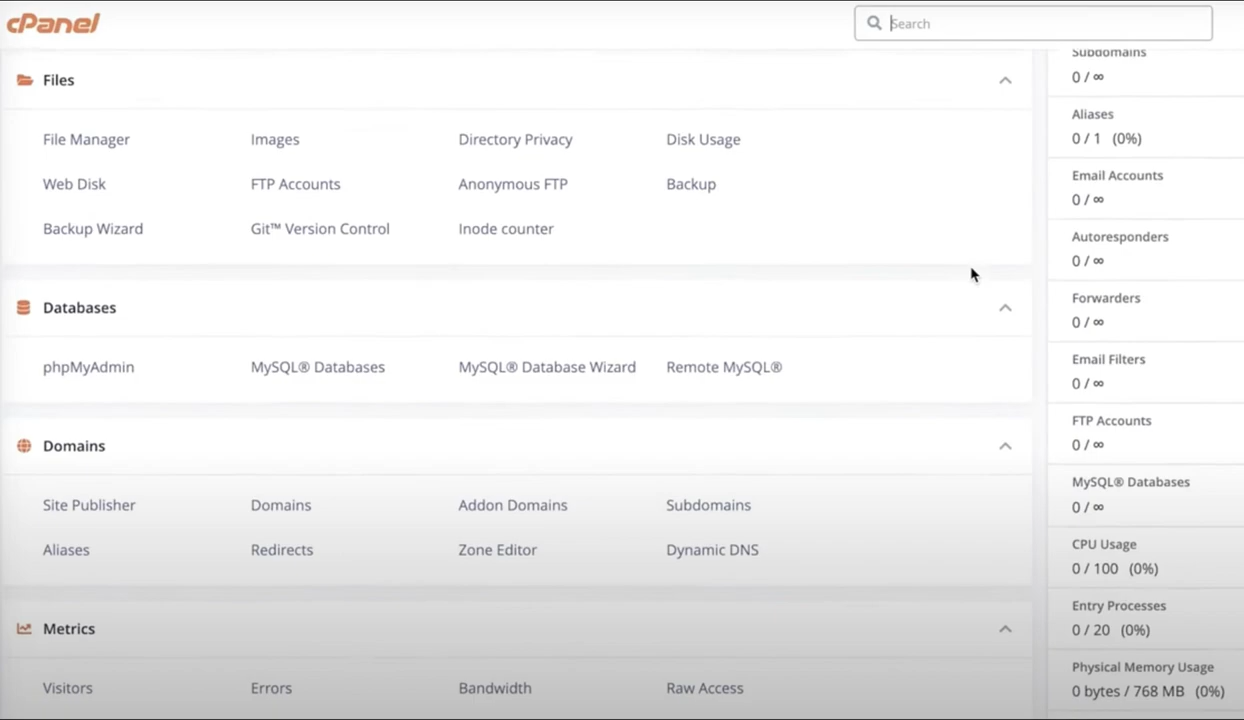 cPanel
Search
Files
File Manager Images Directory Privacy Disk Usage
Web Disk FTP Accounts Anonymous FTP Backup
Backup Wizard Git™ Version Control Inode counter
Databases
phpMyAdmin MySQL® Databases MySQL® Database Wizard Remote MySQL®
Domains
Site Publisher Domains Addon Domains Subdomains
Aliases Redirects Zone Editor Dynamic DNS
Metrics
Visitors Errors Bandwidth Raw Access
Subdomains
0 / ∞
Aliases
0 / 1 (0%)
Email Accounts
0 / ∞
Autoresponders
0 / ∞
Forwarders
0 / ∞
Email Filters
0 / ∞
FTP Accounts
0 / ∞
MySQL® Databases
0 / ∞
CPU Usage
0 / 100 (0%)
Entry Processes
0 / 20 (0%)
Physical Memory Usage
0 bytes / 768 MB (0%)